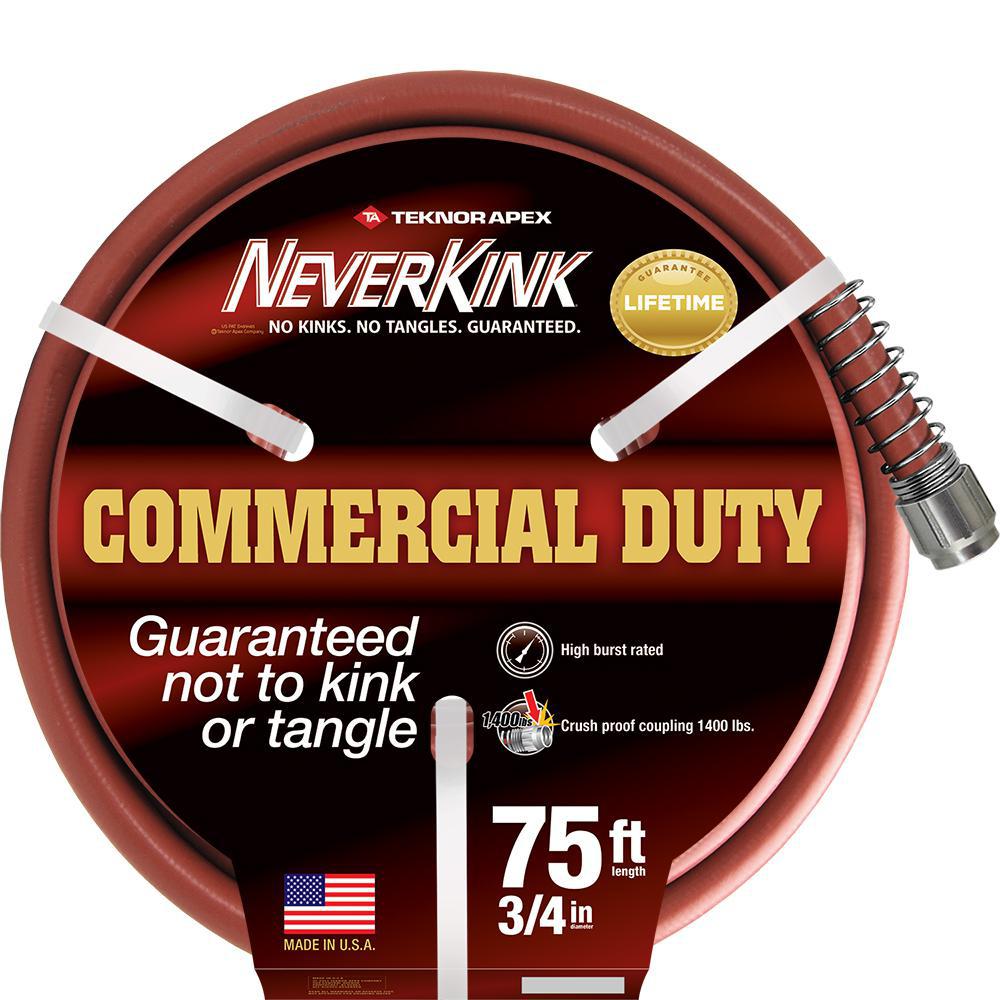 TA TEKNOR APEX
NEVERKINK
NO KINKS. NO TANGLES. GUARANTEED.
GUARANTEE
LIFETIME
COMMERCIAL DUTY
Guaranteed
not to kink
or tangle
High burst rated
1,400lbs
Crush proof coupling 1400 lbs.
75 ft
length
3/4 in
diameter
MADE IN U.S.A.